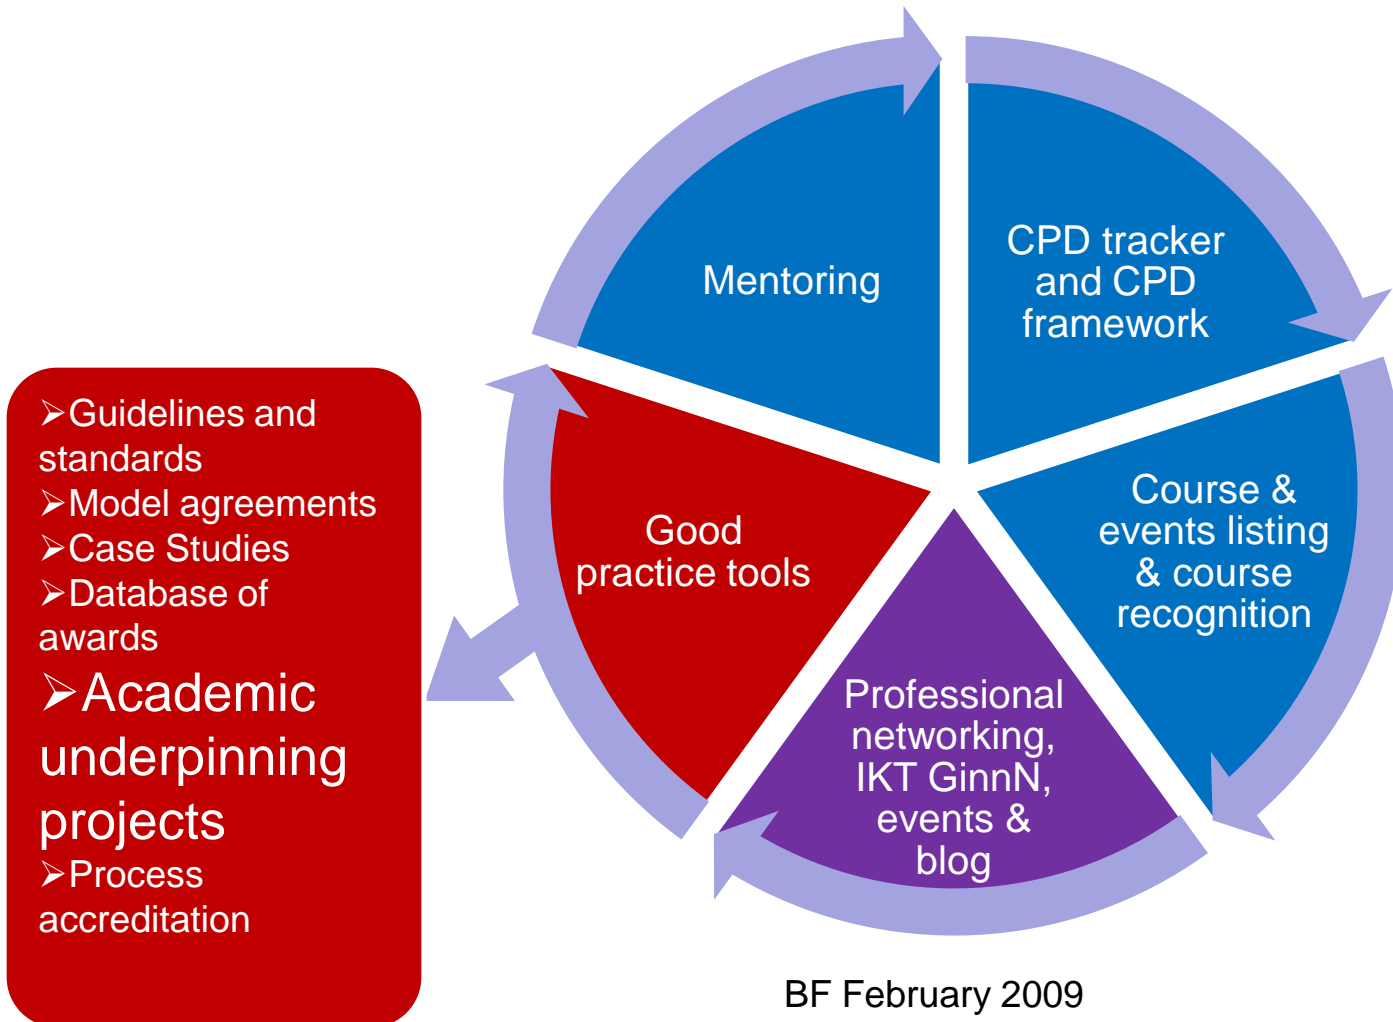 Mentoring
CPD tracker
and CPD
framework
Course &
events listing
& course
recognition
Professional
networking,
IKT GinnN,
events &
blog
Good
practice tools
➢Guidelines and
standards
➢Model agreements
➢Case Studies
➢Database of
awards
➢Academic
underpinning
projects
➢Process
accreditation
BF February 2009